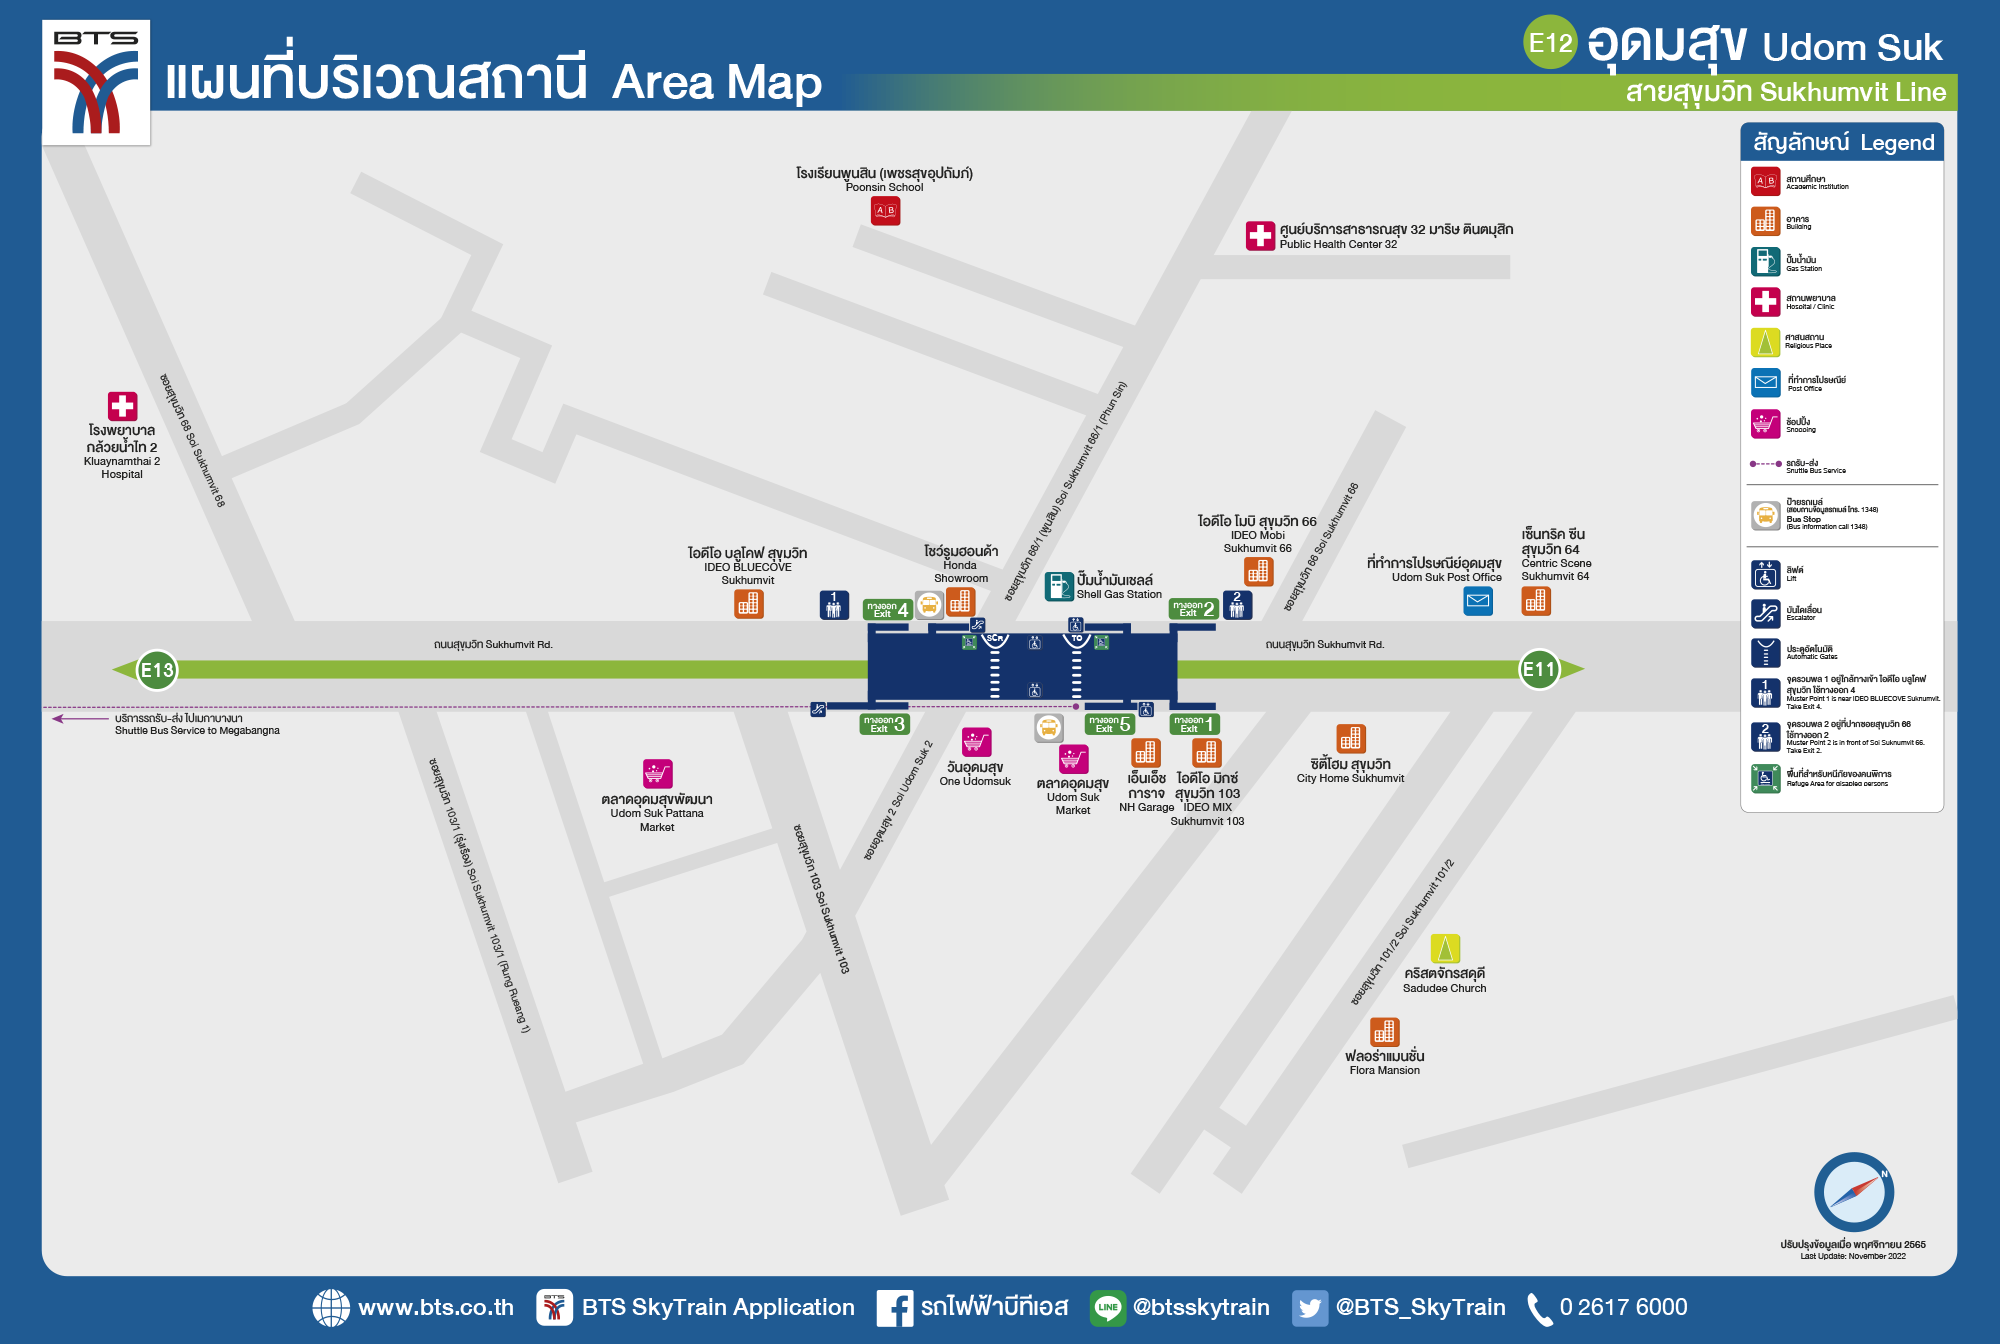 BTS
แผนที่บริเวณสถานี Area Map
E12 อุดมสุข Udom Suk
สายสุขุมวิท Sukhumvit Line
สัญลักษณ์ Legend
A B
สถานศึกษา
Academic Institution
อาคาร
Building
ปั๊มน้ำมัน
Gas Station
สถานพยาบาล
Hospital / Clinic
ศาสนสถาน
Religious Place
ที่ทำการไปรษณีย์
Post Office
ช้อปปิ้ง
Shopping
รถรับ-ส่ง
Shuttle Bus Service
ป้ายรถเมล์
(สอบถามข้อมูลรถเมล์ โทร. 1348)
Bus Stop
(Bus information call 1348)
ลิฟต์
Lift
บันไดเลื่อน
Escalator
ประตูอัตโนมัติ
Automatic Gates
1
จุดรวมพล 1 อยู่ใกล้ทางเข้า ไอดีโอ บลูโคฟ
สุขุมวิท ใช้ทางออก 4
Muster Point 1 is near IDEO BLUECOVE Sukhumvit.
Take Exit 4.
2
จุดรวมพล 2 อยู่ที่ปากซอยสุขุมวิท 66
ใช้ทางออก 2
Muster Point 2 is in front of Soi Sukhumvit 66.
Take Exit 2.
พื้นที่สำหรับหนีภัยของคนพิการ
Refuge Area for disabled persons
โรงเรียนพูนสิน (เพชรสุขอุปถัมภ์)
Poonsin School
A B
ศูนย์บริการสาธารณสุข 32 มาริษ ตินตมุสิก
Public Health Center 32
โรงพยาบาล
กล้วยน้ำไท 2
Kluaynamthai 2
Hospital
ซอยสุขุมวิท 68 Soi Sukhumvit 68
ซอยสุขุมวิท 66/1 (พูนสิน) Soi Sukhumvit 66/1 (Phun Sin)
ซอยสุขุมวิท 66 Soi Sukhumvit 66
ไอดีโอ บลูโคฟ สุขุมวิท
IDEO BLUECOVE
Sukhumvit
1
โชว์รูมฮอนด้า
Honda
Showroom
ปั๊มน้ำมันเชลล์
Shell Gas Station
ไอดีโอ โมบิ สุขุมวิท 66
IDEO Mobi
Sukhumvit 66
2
ที่ทำการไปรษณีย์อุดมสุข
Udom Suk Post Office
เซ็นทริค ซีน
สุขุมวิท 64
Centric Scene
Sukhumvit 64
ทางออก
Exit 4
ทางออก
Exit 2
SCR
TO
ถนนสุขุมวิท Sukhumvit Rd.
ถนนสุขุมวิท Sukhumvit Rd.
E13
E11
บริการรถรับ-ส่ง ไปเมกาบางนา
Shuttle Bus Service to Megabangna
ทางออก
Exit 3
ทางออก
Exit 5
ทางออก
Exit 1
วันอุดมสุข
One Udomsuk
ตลาดอุดมสุข
Udom Suk
Market
เอ็นเอ็ช
การาจ
NH Garage
ไอดีโอ มิกซ์
สุขุมวิท 103
IDEO MIX
Sukhumvit 103
ซิตี้โฮม สุขุมวิท
City Home Sukhumvit
ตลาดอุดมสุขพัฒนา
Udom Suk Pattana
Market
ซอยสุขุมวิท 103/1 (รุ่งเรือง) Soi Sukhumvit 103/1 (Rung Rueang 1)
ซอยสุขุมวิท 103 Soi Sukhumvit 103
ซอยอุดมสุข 2 Soi Udom Suk 2
ซอยสุขุมวิท 101/2 Soi Sukhumvit 101/2
คริสตจักรสดุดี
Sadudee Church
ฟลอร่าแมนชั่น
Flora Mansion
N
ปรับปรุงข้อมูลเมื่อ พฤศจิกายน 2565
Last Update: November 2022
www.bts.co.th
BTS
BTS SkyTrain Application
รถไฟฟ้าบีทีเอส
LINE
@btsskytrain
@BTS_SkyTrain
0 2617 6000